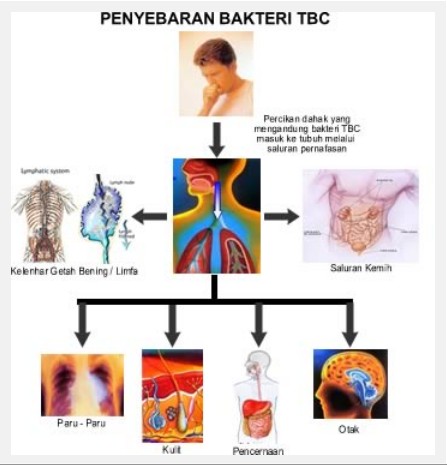 PENYEBARAN BAKTERI TBC
Percikan dahak yang
mengandung bakteri TBC
masuk ke tubuh melalui
saluran pernafasan
Lymphatic system
Lymph node
Kelenhar Getah Bening / Limfa
Saluran Kemih
Paru - Paru
Kulit
Pencernaan
Otak